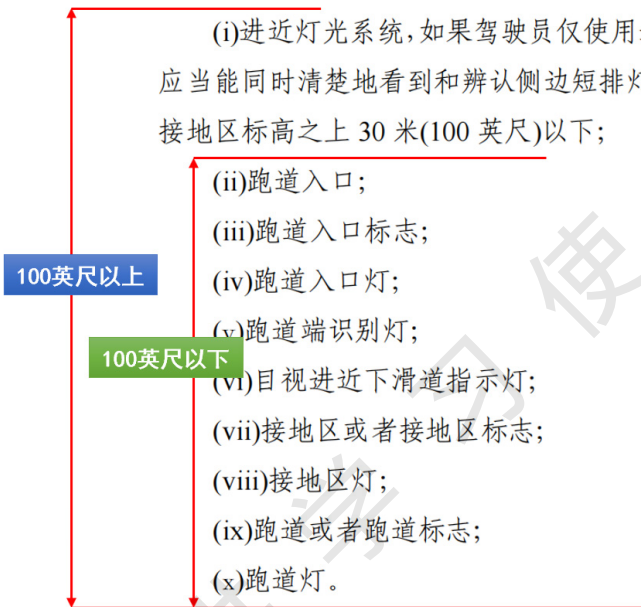 (i)进近灯光系统,如果驾驶员仅使用
应当能同时清楚地看到和辨认侧边短排灯
接地区标高之上 30 米(100 英尺)以下;
(ii)跑道入口;
(iii)跑道入口标志;
100英尺以上
(iv)跑道入口灯;
(v)跑道端识别灯;
100英尺以下
(vi)目视进近下滑道指示灯;
(vii)接地区或者接地区标志;
(viii)接地区灯;
(ix)跑道或者跑道标志;
(x)跑道灯。
使
习
学